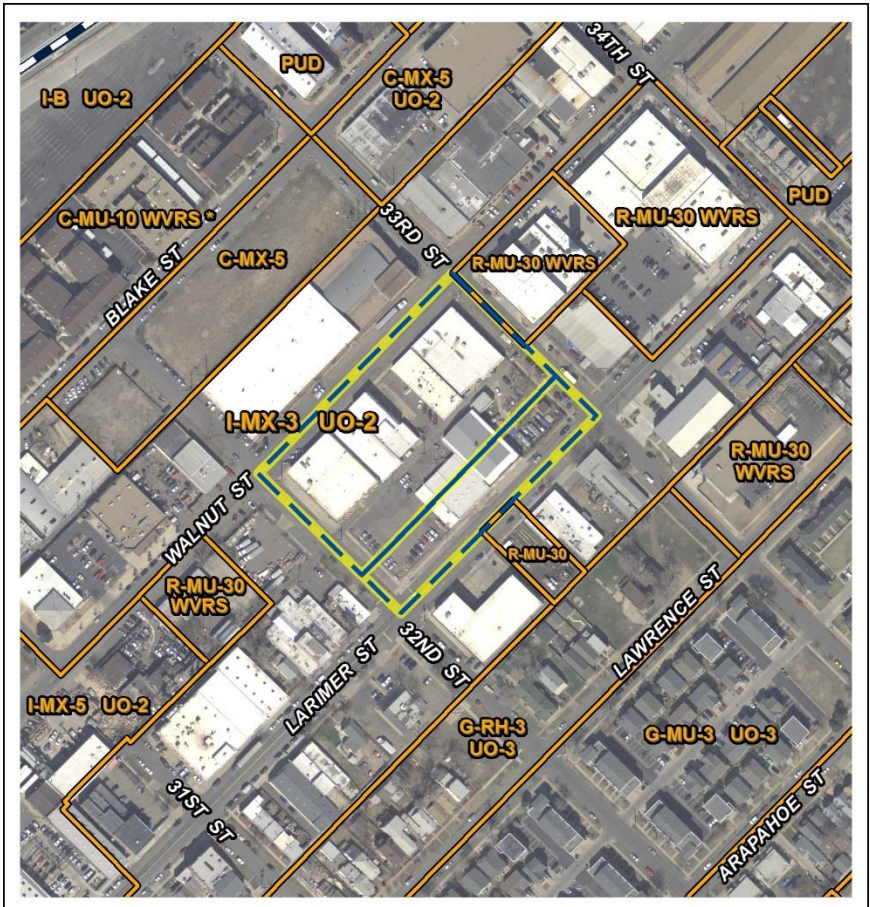 34TH ST
PUD
C-MX-5
UO-2
I-B UO-2
C-MU-10 WVRS *
R-MU-30 WVRS
PUD
33RD ST
BLAKE ST
C-MX-5
R-MU-30 WVRS
I-MX-3 UO-2
R-MU-30
WVRS
WALNUT ST
R-MU-30
R-MU-30
WVRS
LAWRENCE ST
32ND ST
LARIMER ST
I-MX-5 UO-2
G-RH-3
UO-3
G-MU-3 UO-3
31ST ST
ARAPAHOE ST